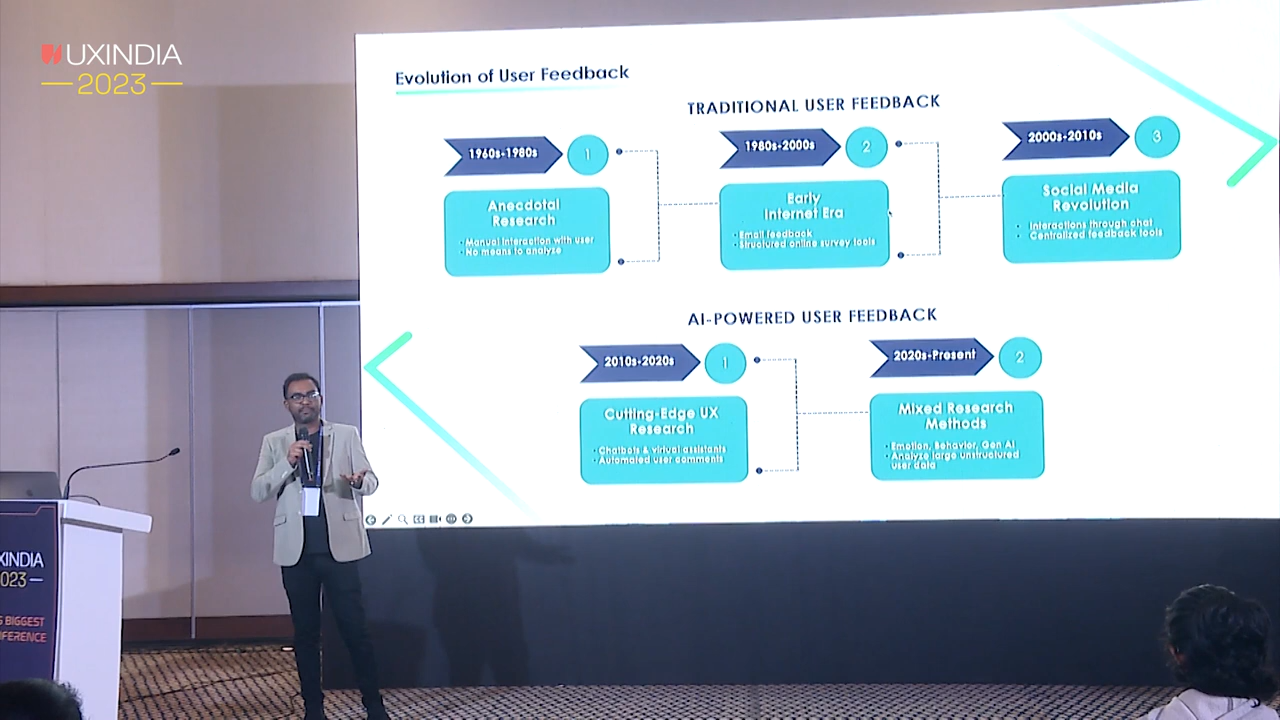 UXINDIA
2023
Evolution of User Feedback
TRADITIONAL USER FEEDBACK
1960s-1980s
1
Anecdotal
Research
• Manual interaction with user
• No means to analyze
1980s-2000s
2
Early
Internet Era
• Email feedback
• Structured online survey tools
2000s-2010s
3
Social Media
Revolution
• Interactions through chat
• Centralized feedback tools
AI-POWERED USER FEEDBACK
2010s-2020s
1
Cutting-Edge UX
Research
• Chatbots & virtual assistants
• Automated user comments
2020s-Present
2
Mixed Research
Methods
• Emotion, Behavior, Gen AI
• Analyze large unstructured
user data
XINDIA
023
S BIGGEST
FERENCE